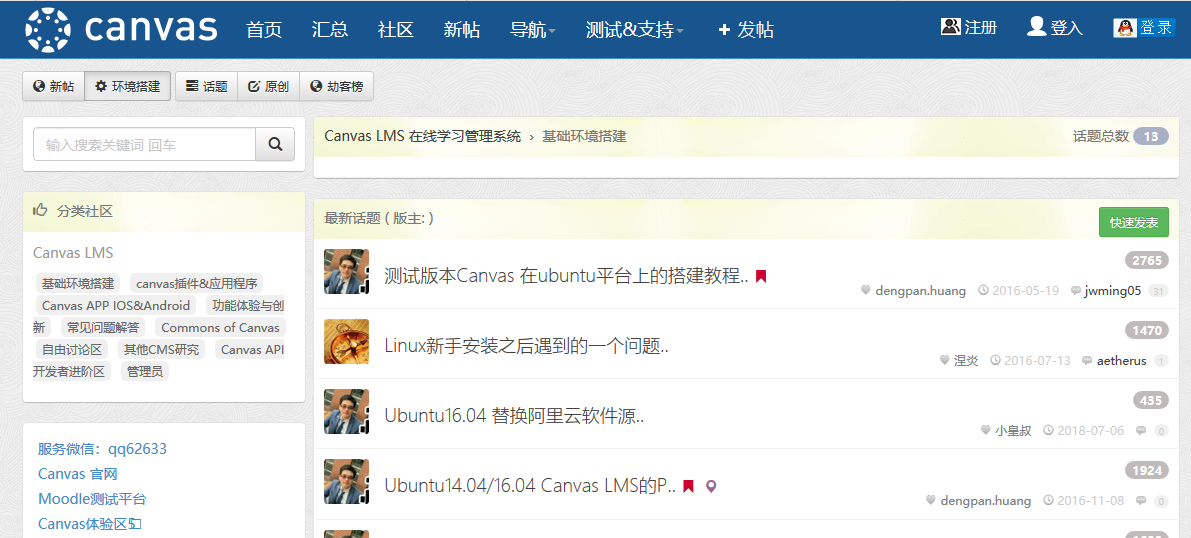 canvas 首页 汇总 社区 新帖 导航 测试&支持 + 发帖 注册 登入 登录
新帖 环境搭建 话题 原创 劫客榜
输入搜索关键词 回车
Canvas LMS 在线学习管理系统 › 基础环境搭建 话题总数 13
分类社区
Canvas LMS
基础环境搭建 canvas插件&应用程序
Canvas APP IOS&Android 功能体验与创
新 常见问题解答 Commons of Canvas
自由讨论区 其他CMS研究 Canvas API
开发者进阶区 管理员
服务微信：qq62633
Canvas 官网
Moodle测试平台
Canvas体验区
最新话题 ( 版主: ) 快速发表
2765
测试版本Canvas 在ubuntu平台上的搭建教程..
dengpan.huang 2016-05-19 jwming05 31
1470
Linux新手安装之后遇到的一个问题..
涅炎 2016-07-13 aetherus 1
435
Ubuntu16.04 替换阿里云软件源..
小皇叔 2018-07-06 0
1924
Ubuntu14.04/16.04 Canvas LMS的P..
dengpan.huang 2016-11-08 0